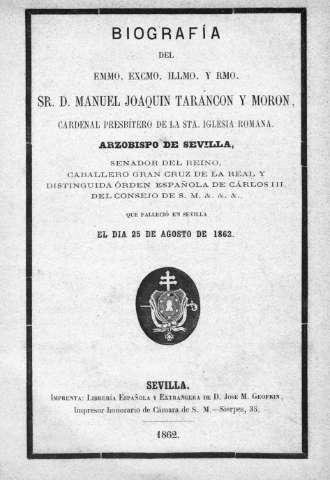 BIOGRAFÍA
DEL
EMMO. EXCMO. ILLMO. Y RMO.
SR. D. MANUEL JOAQUIN TARANCON Y MORON,
CARDENAL PRESBÍTERO DE LA STA. IGLESIA ROMANA.
ARZOBISPO DE SEVILLA,
SENADOR DEL REINO,
CABALLERO GRAN CRUZ DE LA REAL Y
DISTINGUIDA ÓRDEN ESPAÑOLA DE CÁRLOS III.
DEL CONSEJO DE S. M. &. &. &.,
QUE FALLECIÓ EN SEVILLA
EL DIA 25 DE AGOSTO DE 1862.
SEVILLA.
IMPRENTA: LIBRERÍA ESPAÑOLA Y EXTRANGERA DE D. JOSE M. GEOFRIN,
Impresor honorario de Cámara de S. M.—Sierpes, 35.
1862.